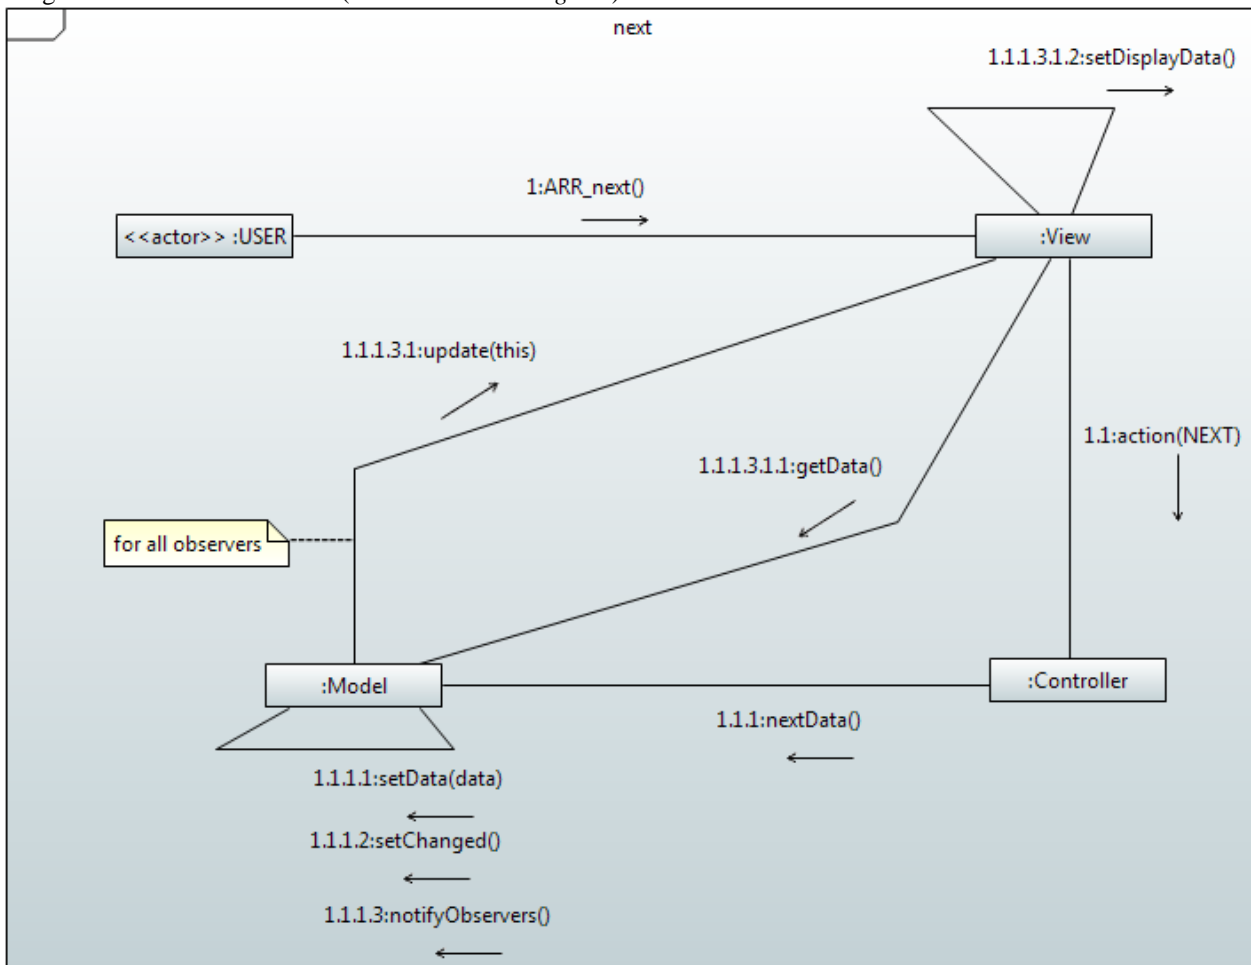 next
1.1.1.3.1.2:setDisplayData()
1:ARR_next()
<<actor>> :USER
:View
1.1.1.3.1:update(this)
1.1:action(NEXT)
1.1.1.3.1.1:getData()
for all observers
:Model
:Controller
1.1.1:nextData()
1.1.1.1:setData(data)
1.1.1.2:setChanged()
1.1.1.3:notifyObservers()